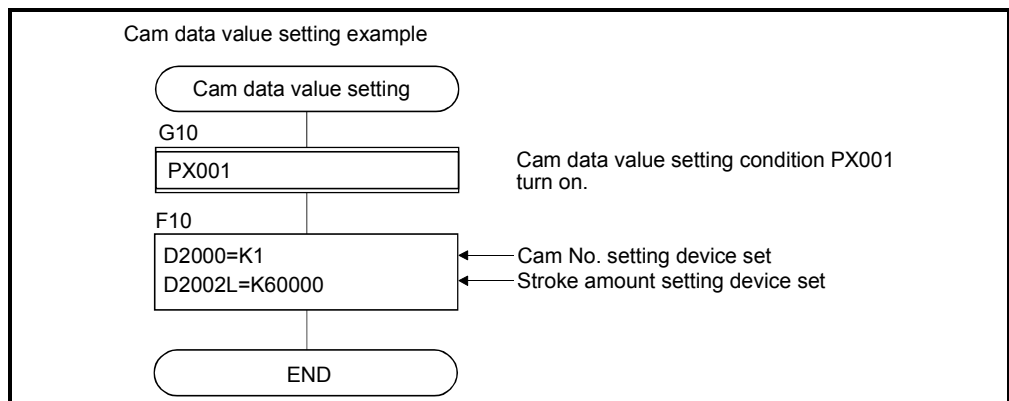 Cam data value setting example
Cam data value setting
G10
PX001
Cam data value setting condition PX001
turn on.
F10
D2000=K1
Cam No. setting device set
D2002L=K60000
Stroke amount setting device set
END